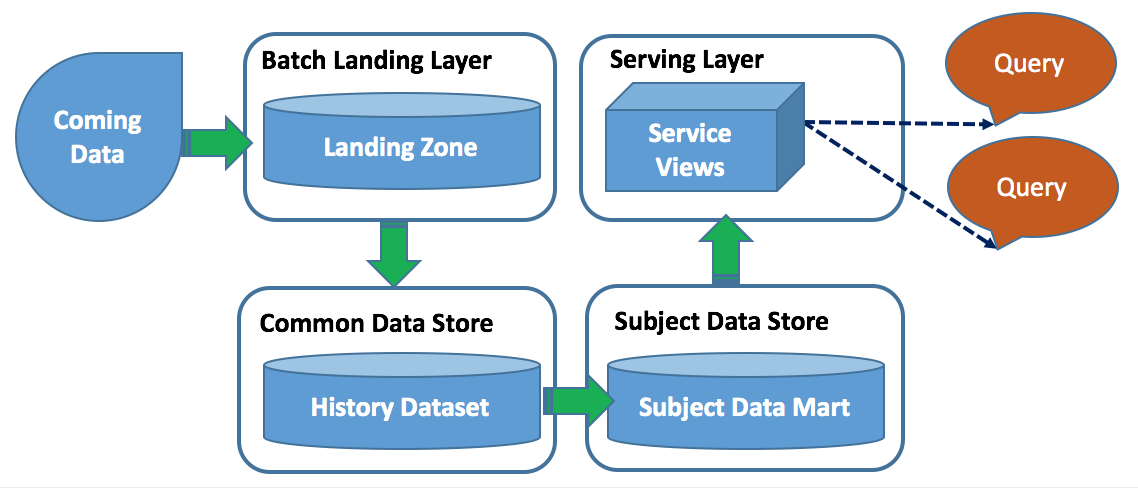 Coming
Data
Batch Landing Layer
Landing Zone
Serving Layer
Service
Views
Query
Query
Common Data Store
History Dataset
Subject Data Store
Subject Data Mart